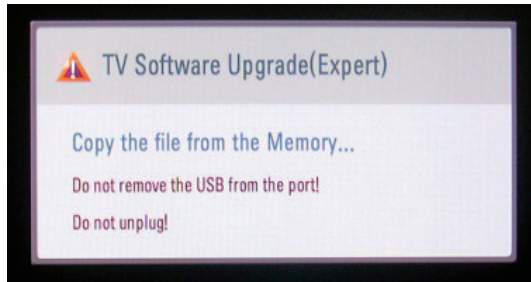 TV Software Upgrade(Expert)
Copy the file from the Memory...
Do not remove the USB from the port!
Do not unplug!